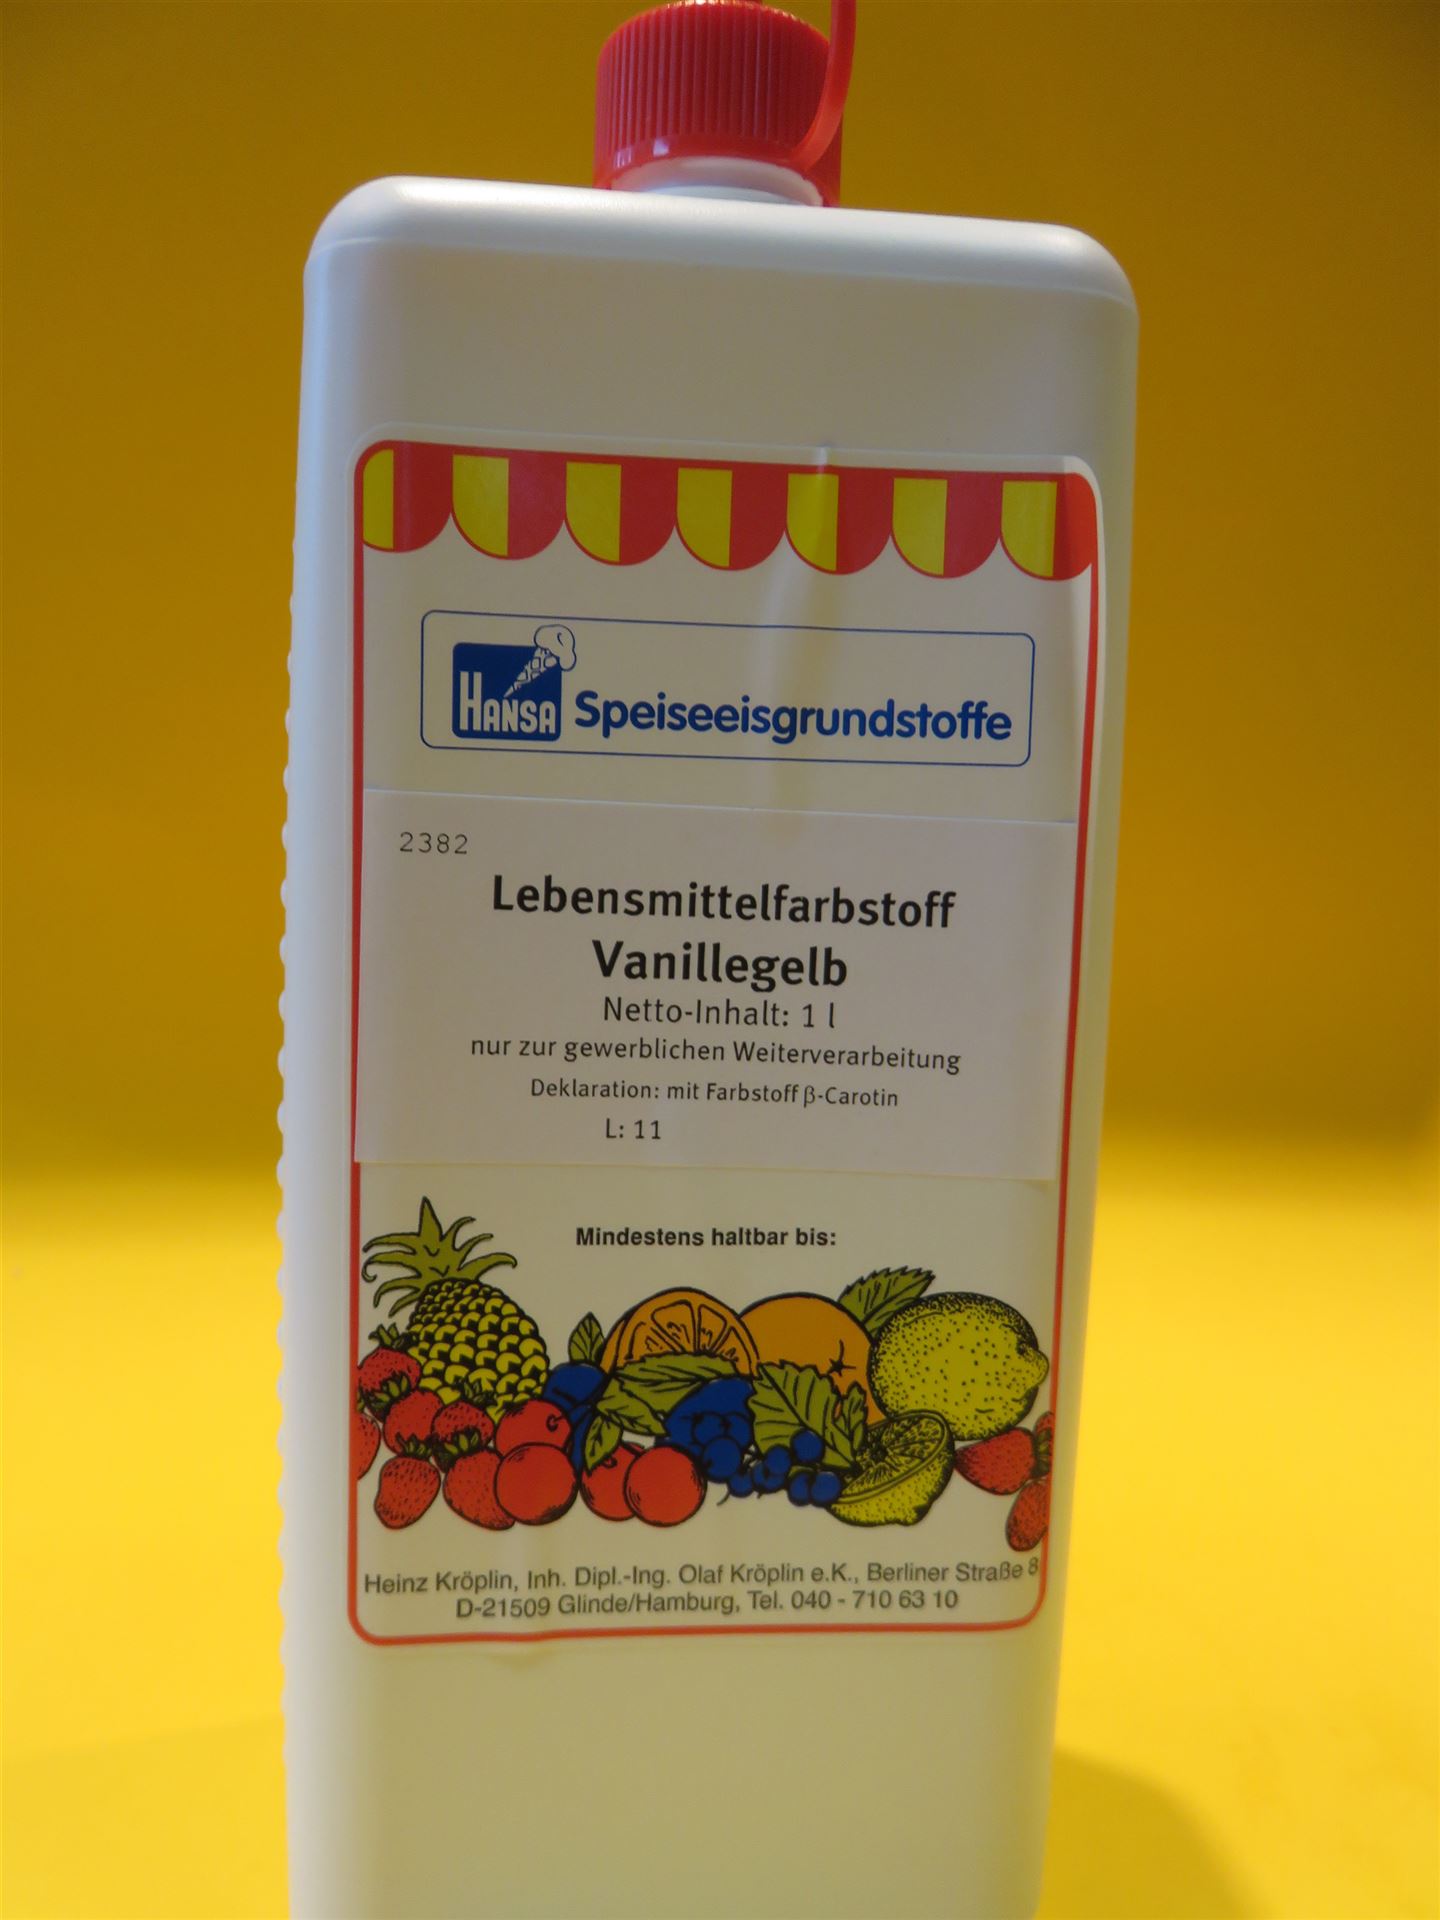 HANSA Speiseeisgrundstoffe
2382
Lebensmittelfarbstoff
Vanillegelb
Netto-Inhalt: 1 l
nur zur gewerblichen Weiterverarbeitung
Deklaration: mit Farbstoff β-Carotin
L: 11
Mindestens haltbar bis:
Heinz Kröplin, Inh. Dipl.-Ing. Olaf Kröplin e.K., Berliner Straße 8
D-21509 Glinde/Hamburg, Tel. 040 - 710 63 10